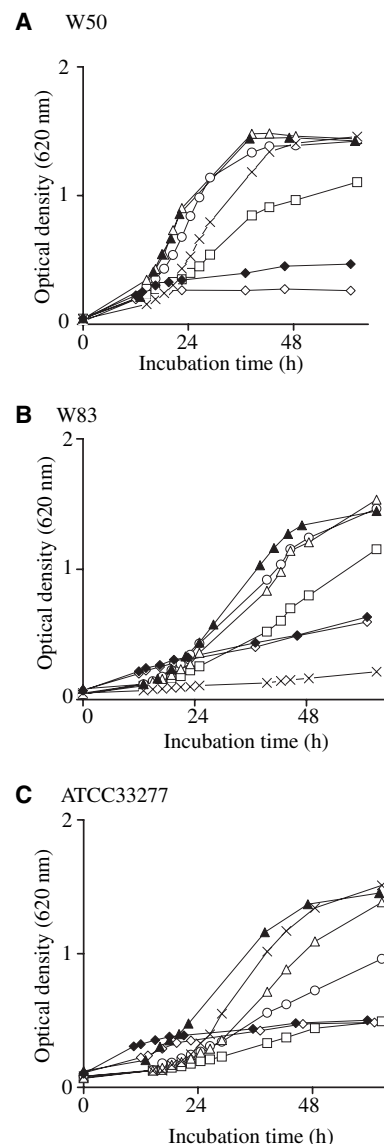 A W50
2
Optical density (620 nm)
1
0
0 24 48
Incubation time (h)
B W83
2
Optical density (620 nm)
1
0
0 24 48
Incubation time (h)
C ATCC33277
2
Optical density (620 nm)
1
0
0 24 48
Incubation time (h)